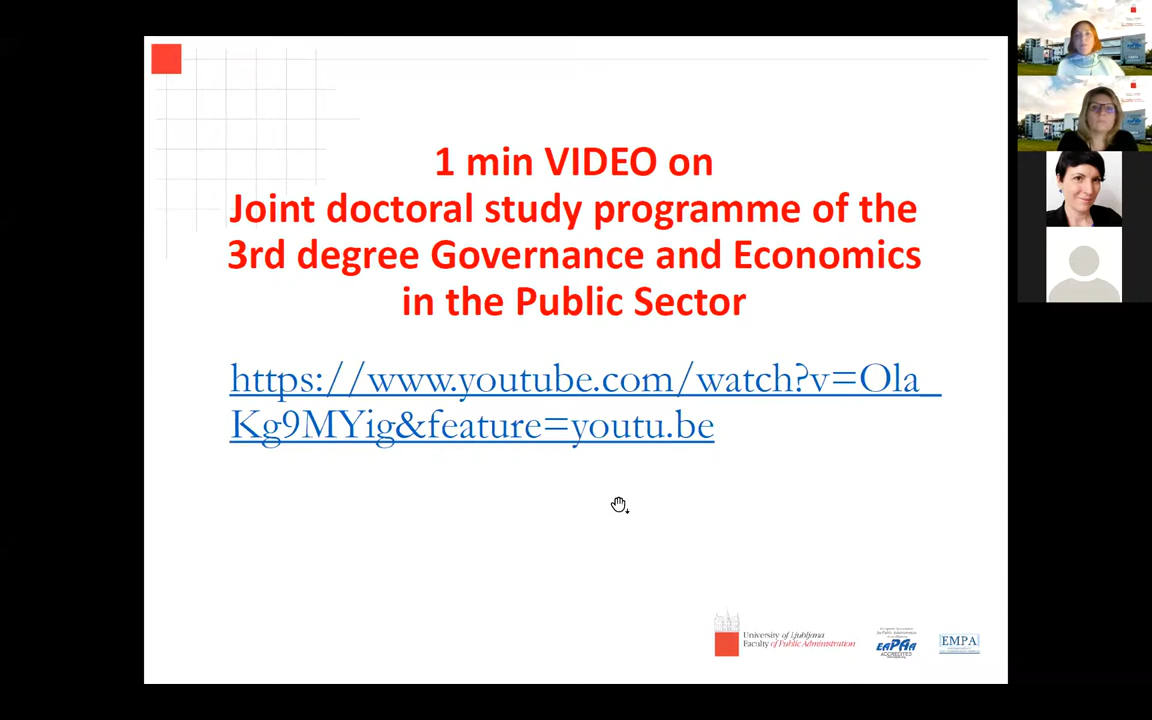 1 min VIDEO on
Joint doctoral study programme of the
3rd degree Governance and Economics
in the Public Sector
https://www.youtube.com/watch?v=Ola_
Kg9MYig&feature=youtu.be
University of Ljubljana
Faculty of Public Administration
EAPAA
ACCREDITED
EMPA